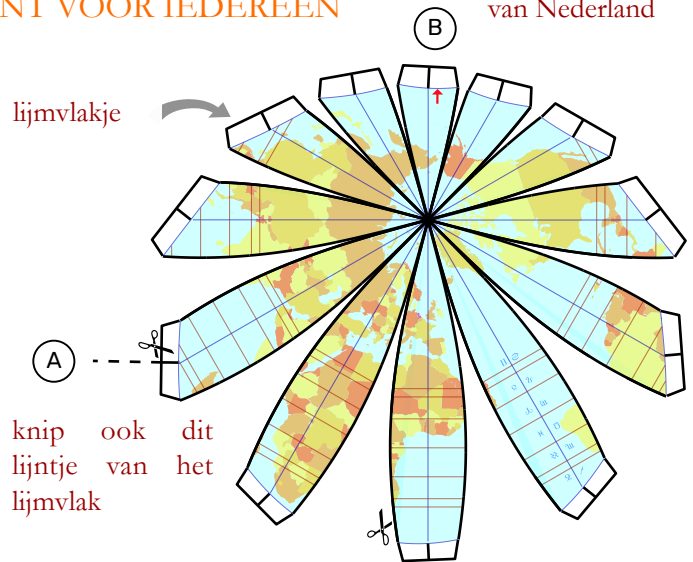 NT VOOR IEDEREEN
van Nederland
B
lijmvlakje
A
knip ook dit
lijntje van het
lijmvlak